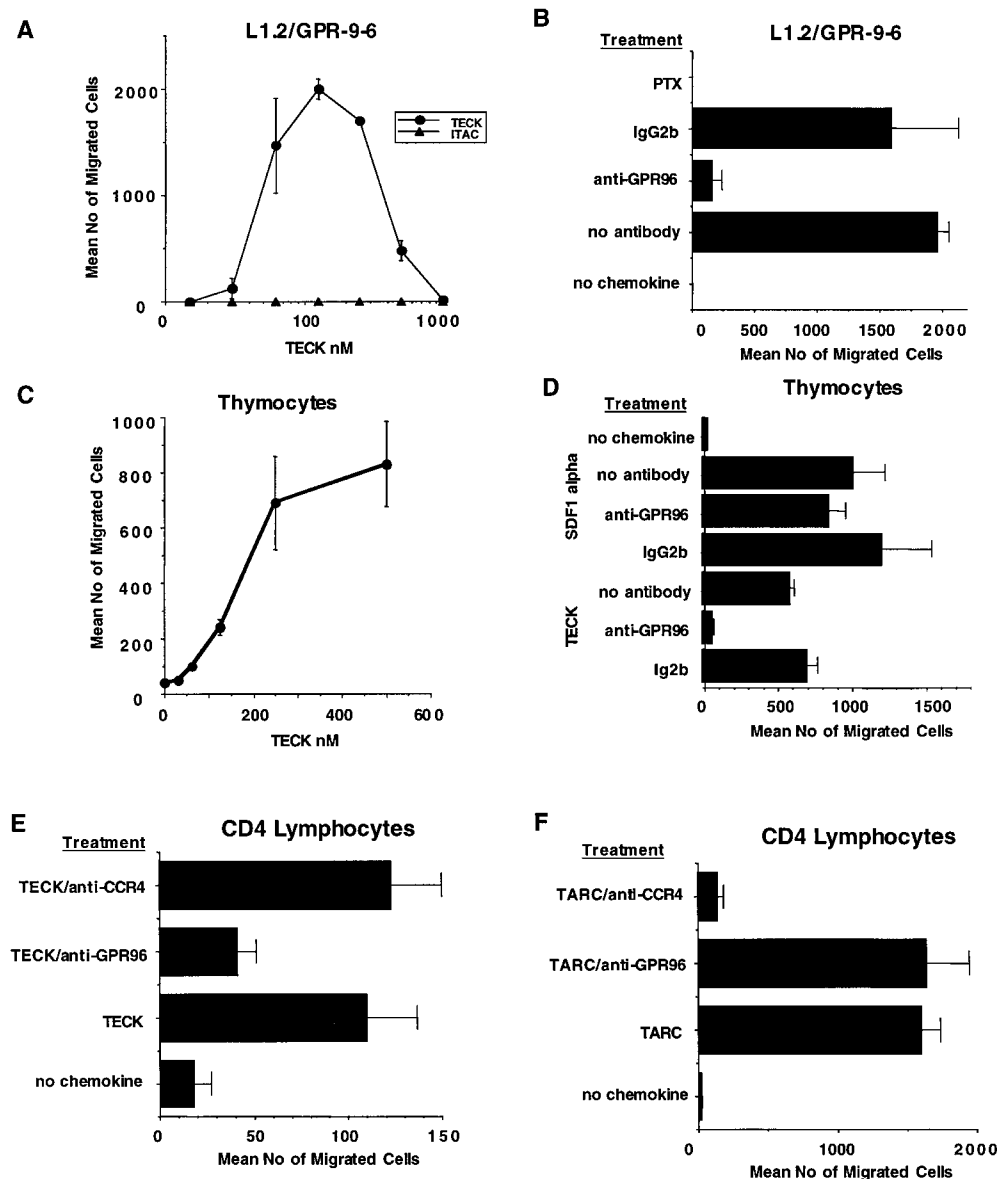 A
L1.2/GPR-9-6
Mean No of Migrated Cells
2000
1000
0
0
100
1000
TECK nM
TECK
ITAC
B
L1.2/GPR-9-6
Treatment
PTX
IgG2b
anti-GPR96
no antibody
no chemokine
0
500
1000
1500
2000
Mean No of Migrated Cells
C
Thymocytes
Mean No of Migrated Cells
1000
800
600
400
200
0
0
200
400
600
TECK nM
D
Thymocytes
Treatment
SDF1 alpha
TECK
no chemokine
no antibody
anti-GPR96
IgG2b
no antibody
anti-GPR96
Ig2b
0
500
1000
1500
Mean No of Migrated Cells
E
CD4 Lymphocytes
Treatment
TECK/anti-CCR4
TECK/anti-GPR96
TECK
no chemokine
0
50
100
150
Mean No of Migrated Cells
F
CD4 Lymphocytes
Treatment
TARC/anti-CCR4
TARC/anti-GPR96
TARC
no chemokine
0
1000
2000
Mean No of Migrated Cells